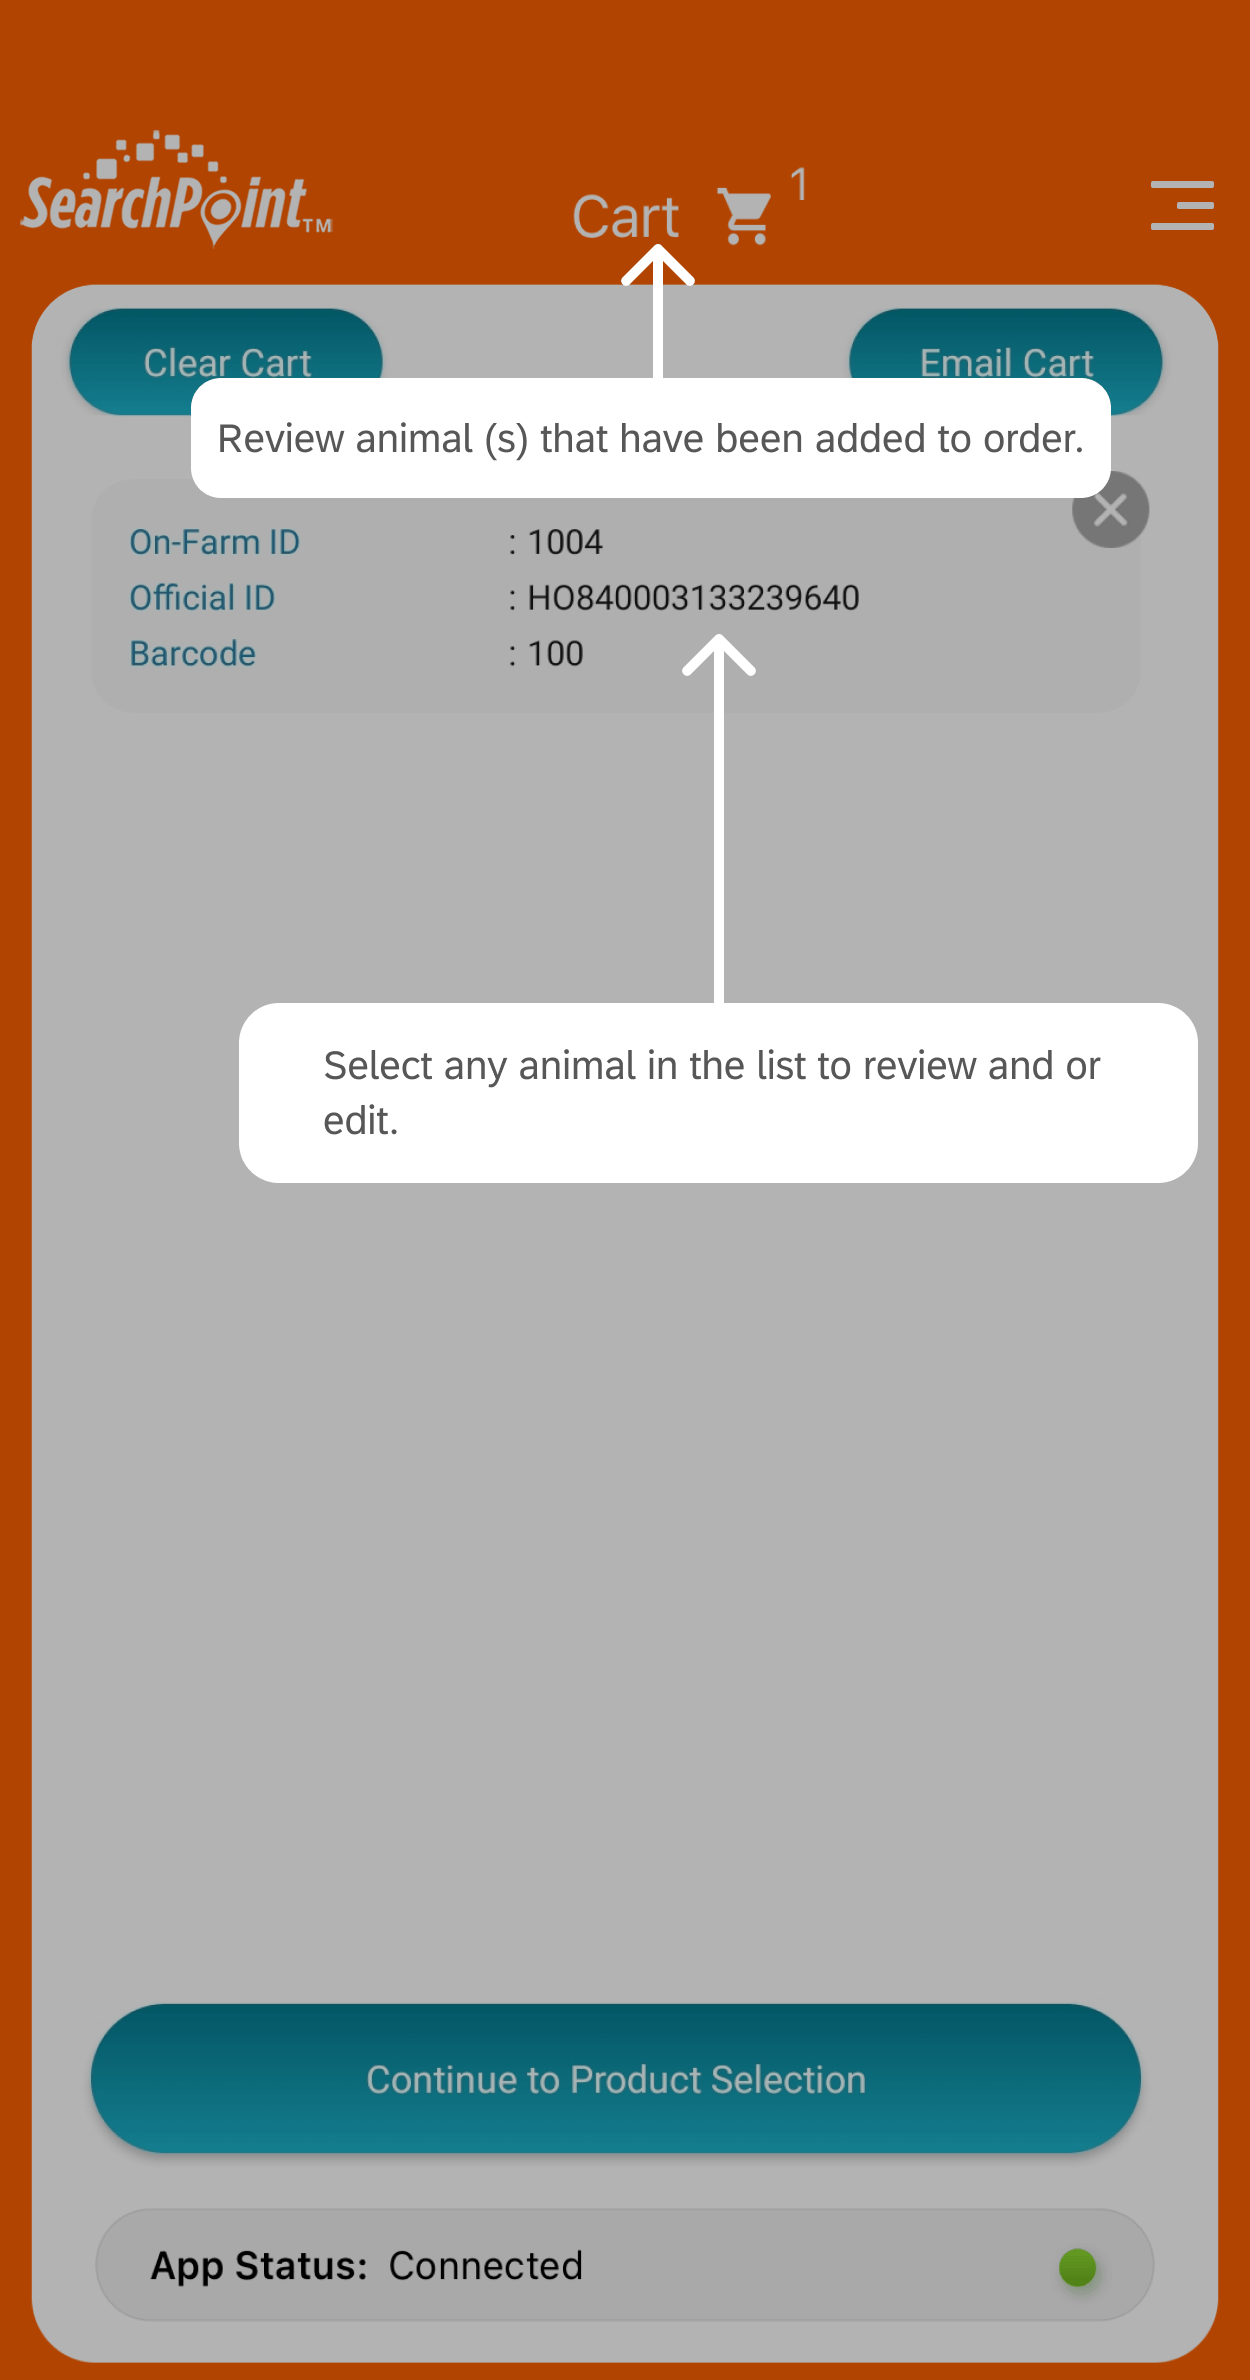 SearchPoint™
Cart 1
Clear Cart Email Cart
Review animal (s) that have been added to order.
On-Farm ID : 1004
Official ID : HO840003133239640
Barcode : 100
Select any animal in the list to review and or
edit.
Continue to Product Selection
App Status: Connected